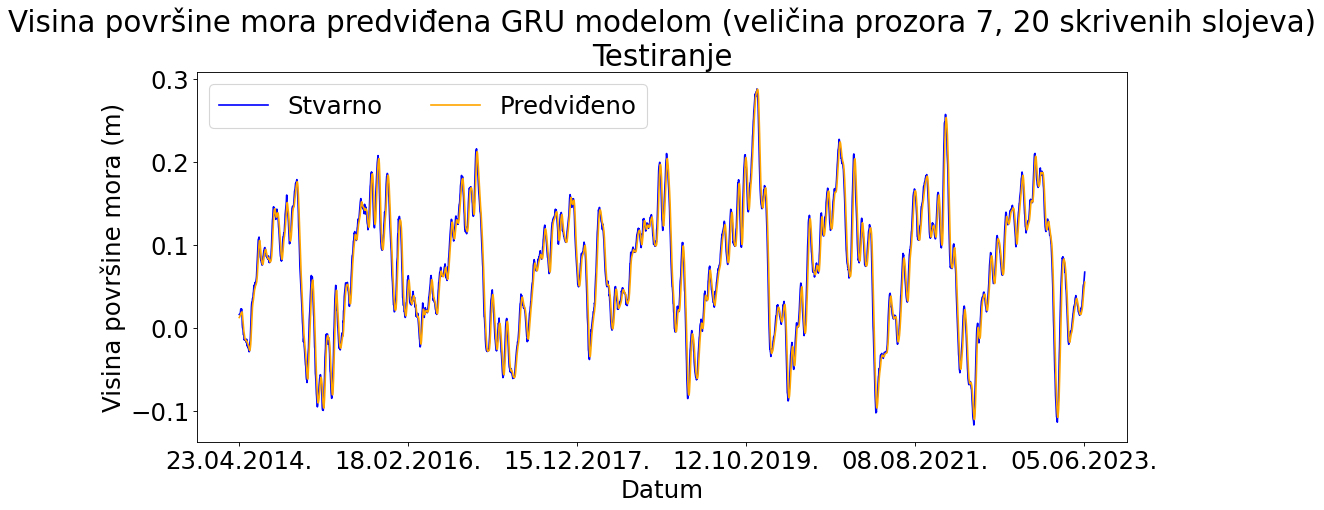 Visina površine mora predviđena GRU modelom (veličina prozora 7, 20 skrivenih slojeva)
Testiranje
Stvarno
Predviđeno
Visina površine mora (m)
0.3
0.2
0.1
0.0
−0.1
23.04.2014.
18.02.2016.
15.12.2017.
12.10.2019.
08.08.2021.
05.06.2023.
Datum